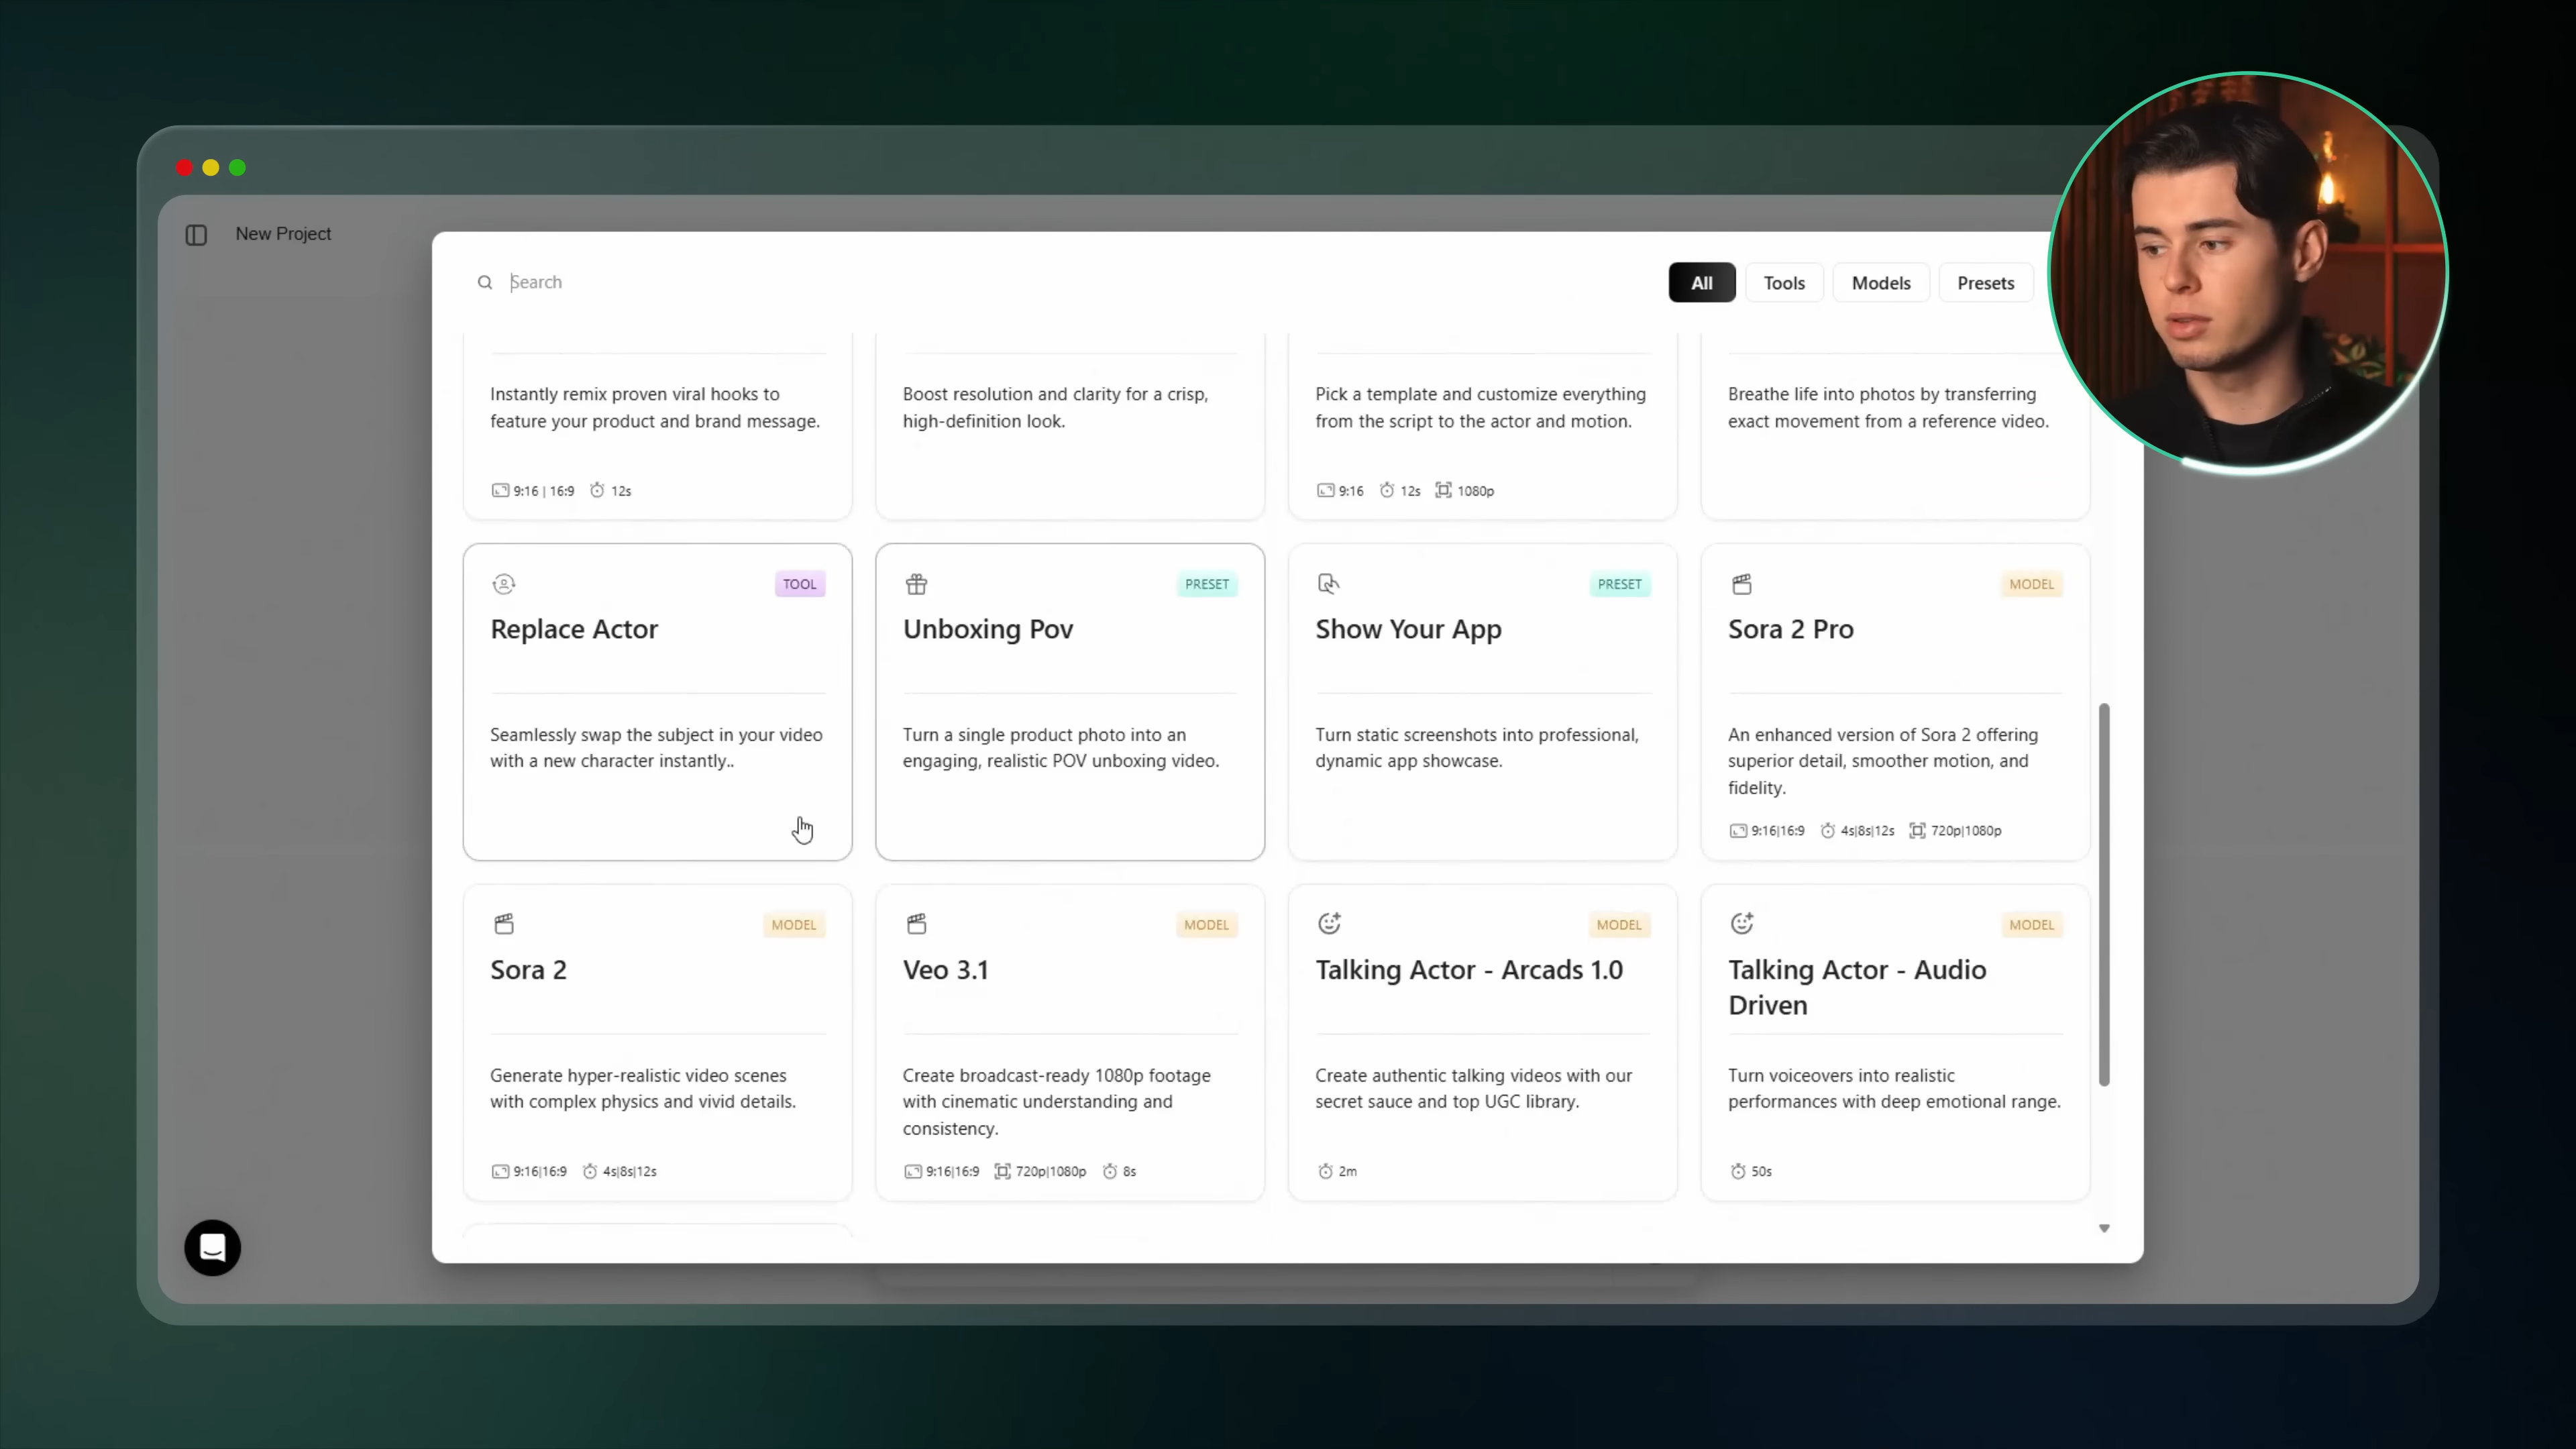 New Project
Search
All
Tools
Models
Presets
Instantly remix proven viral hooks to
feature your product and brand message.
9:16 | 16:9
12s
Boost resolution and clarity for a crisp,
high-definition look.
Pick a template and customize everything
from the script to the actor and motion.
9:16
12s
1080p
Breathe life into photos by transferring
exact movement from a reference video.
TOOL
Replace Actor
Seamlessly swap the subject in your video
with a new character instantly..
PRESET
Unboxing Pov
Turn a single product photo into an
engaging, realistic POV unboxing video.
PRESET
Show Your App
Turn static screenshots into professional,
dynamic app showcase.
MODEL
Sora 2 Pro
An enhanced version of Sora 2 offering
superior detail, smoother motion, and
fidelity.
9:16|16:9
4s|8s|12s
720p|1080p
MODEL
Sora 2
Generate hyper-realistic video scenes
with complex physics and vivid details.
9:16|16:9
4s|8s|12s
MODEL
Veo 3.1
Create broadcast-ready 1080p footage
with cinematic understanding and
consistency.
9:16|16:9
720p|1080p
8s
MODEL
Talking Actor - Arcads 1.0
Create authentic talking videos with our
secret sauce and top UGC library.
2m
MODEL
Talking Actor - Audio
Driven
Turn voiceovers into realistic
performances with deep emotional range.
50s